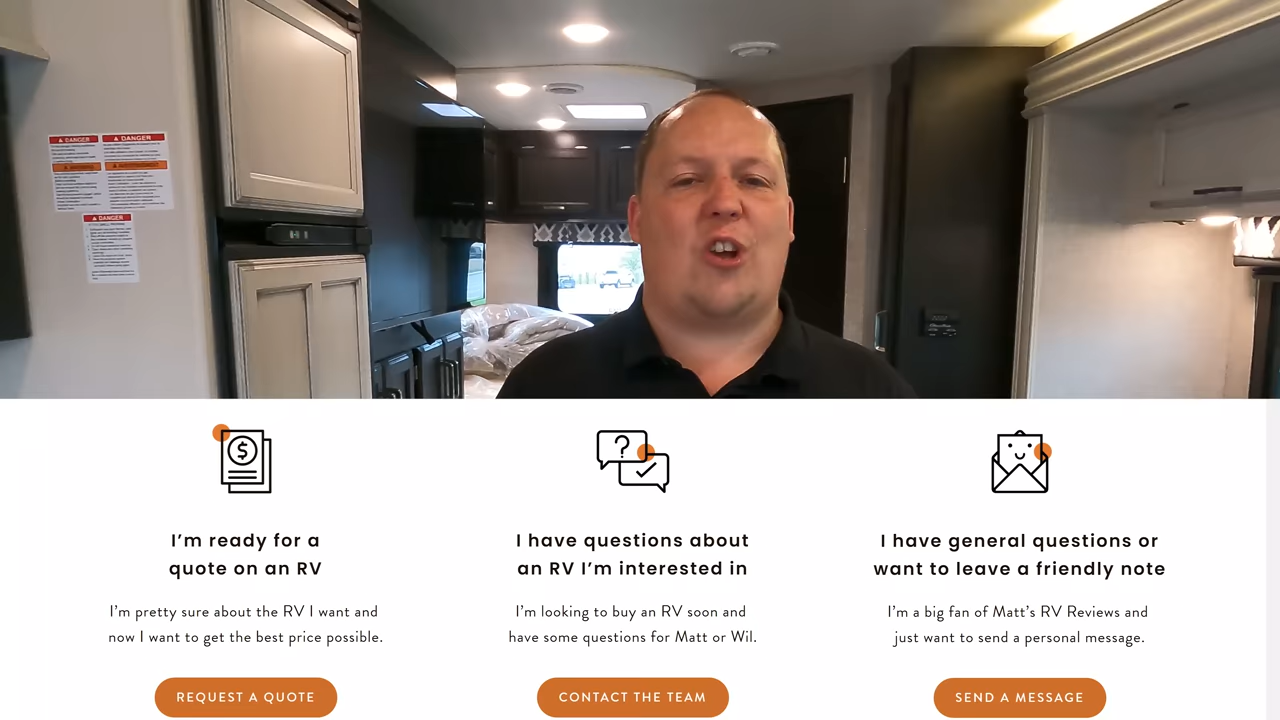 DANGER
DANGER
DANGER
I'm ready for a
quote on an RV
I'm pretty sure about the RV I want and
now I want to get the best price possible.
REQUEST A QUOTE
I have questions about
an RV I'm interested in
I'm looking to buy an RV soon and
have some questions for Matt or Wil.
CONTACT THE TEAM
I have general questions or
want to leave a friendly note
I'm a big fan of Matt's RV Reviews and
just want to send a personal message.
SEND A MESSAGE